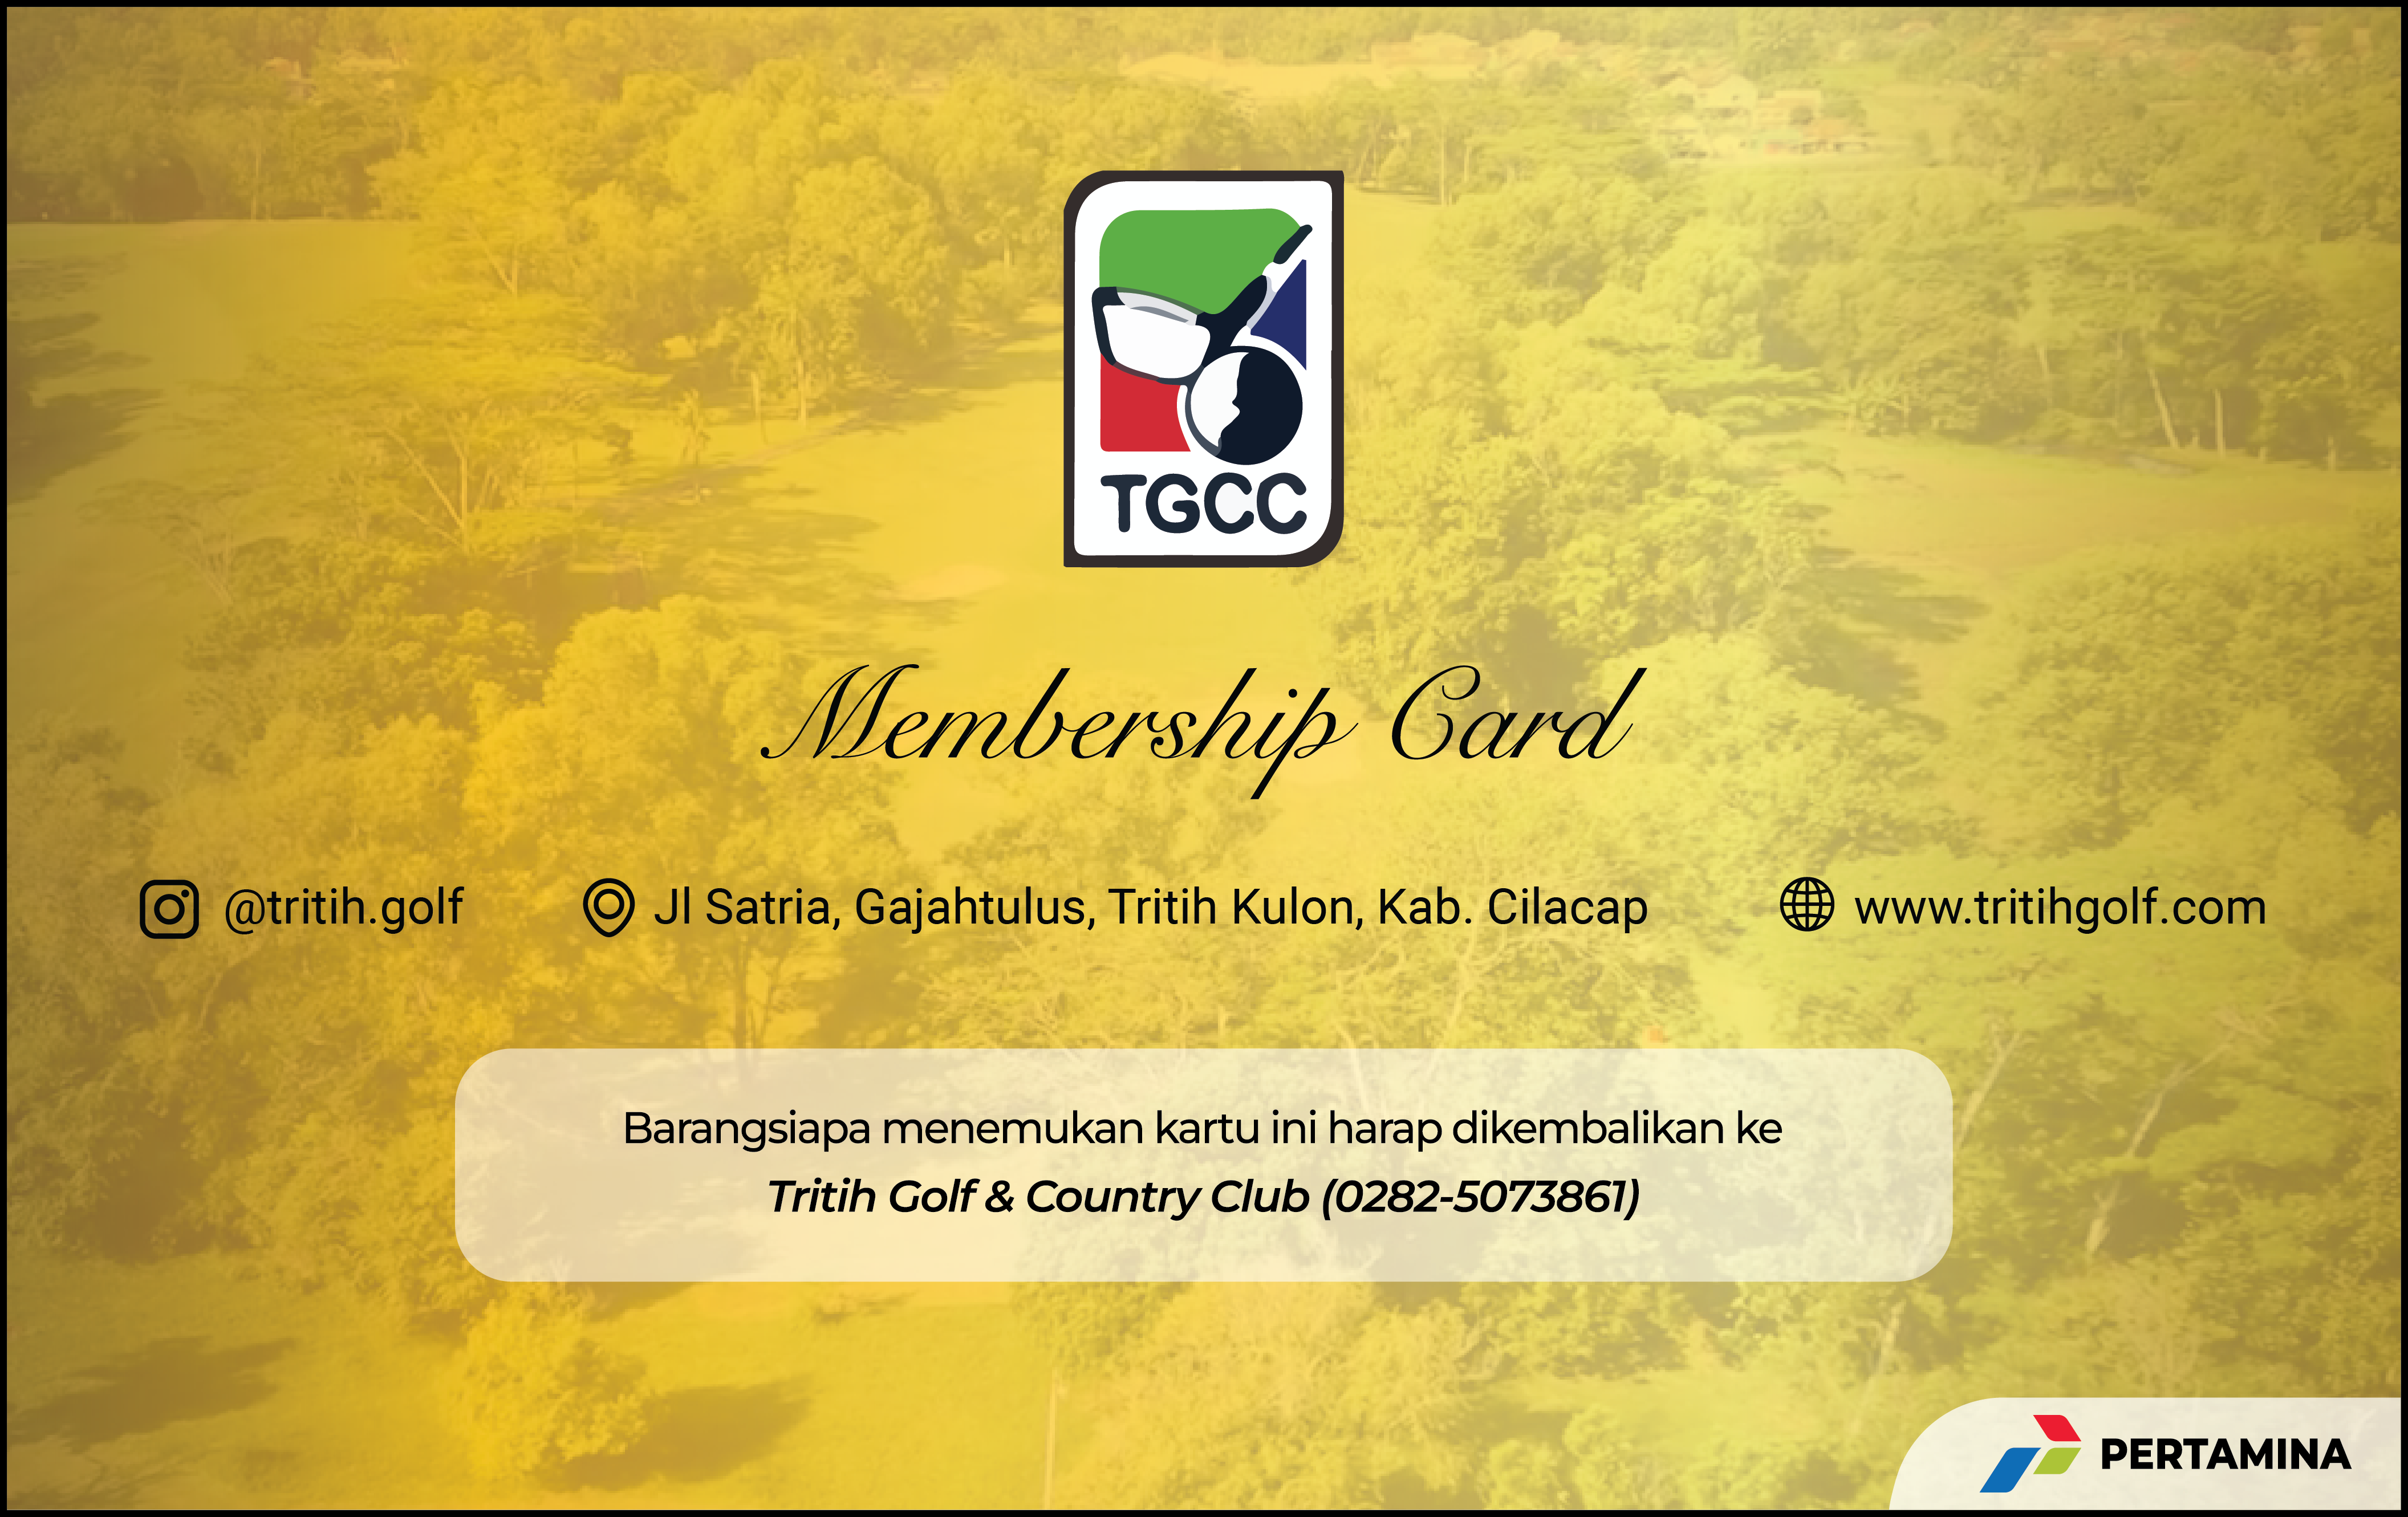 TGCC
Membership Card
@tritih.golf
Jl Satria, Gajahtulus, Tritih Kulon, Kab. Cilacap
www.tritihgolf.com
Barangsiapa menemukan kartu ini harap dikembalikan ke
Tritih Golf & Country Club (0282-5073861)
PERTAMINA